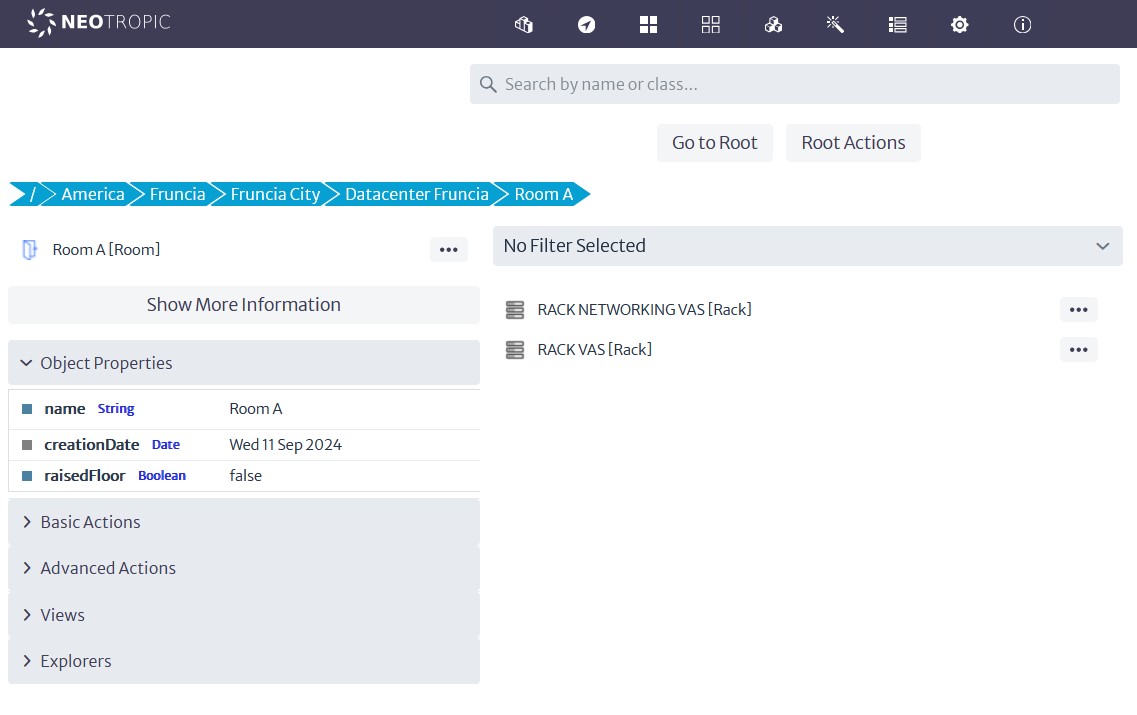 NEOTROPIC
Search by name or class...
Go to Root Root Actions
/ America Fruncia Fruncia City Datacenter Fruncia Room A
Room A [Room]
Show More Information
Object Properties
name String Room A
creationDate Date Wed 11 Sep 2024
raisedFloor Boolean false
Basic Actions
Advanced Actions
Views
Explorers
No Filter Selected
RACK NETWORKING VAS [Rack]
RACK VAS [Rack]